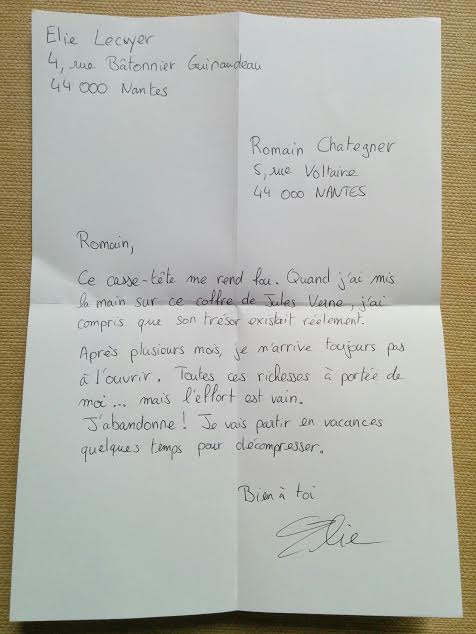 Elie Lecuyer
4, rue Bâtonnier Guinaudeau
44 000 Nantes
Romain Chategner
5, rue Voltaire
44 000 NANTES
Romain,
Ce casse-tête me rend fou. Quand j'ai mis
la main sur ce coffre de Jules Verne, j'ai
compris que son trésor existait réelement.
Après plusieurs mois, je n'arrive toujours pas
à l'ouvrir. Toutes ces richesses à portée de
moi... mais l'effort est vain.
J'abandonne ! Je vais partir en vacances
quelques temps pour décompresser.
Bien à toi
Elie